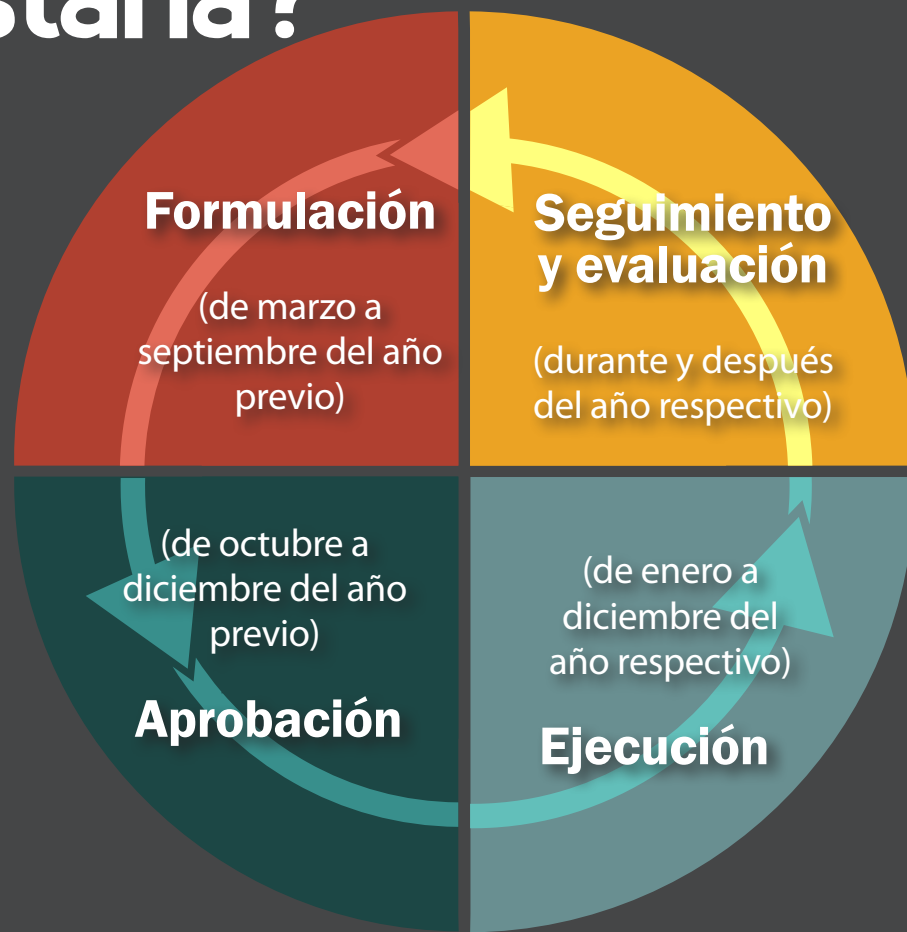 Formulación
(de marzo a
septiembre del año
previo)
Seguimiento
y evaluación
(durante y después
del año respectivo)
(de octubre a
diciembre del año
previo)
Aprobación
(de enero a
diciembre del
año respectivo)
Ejecución